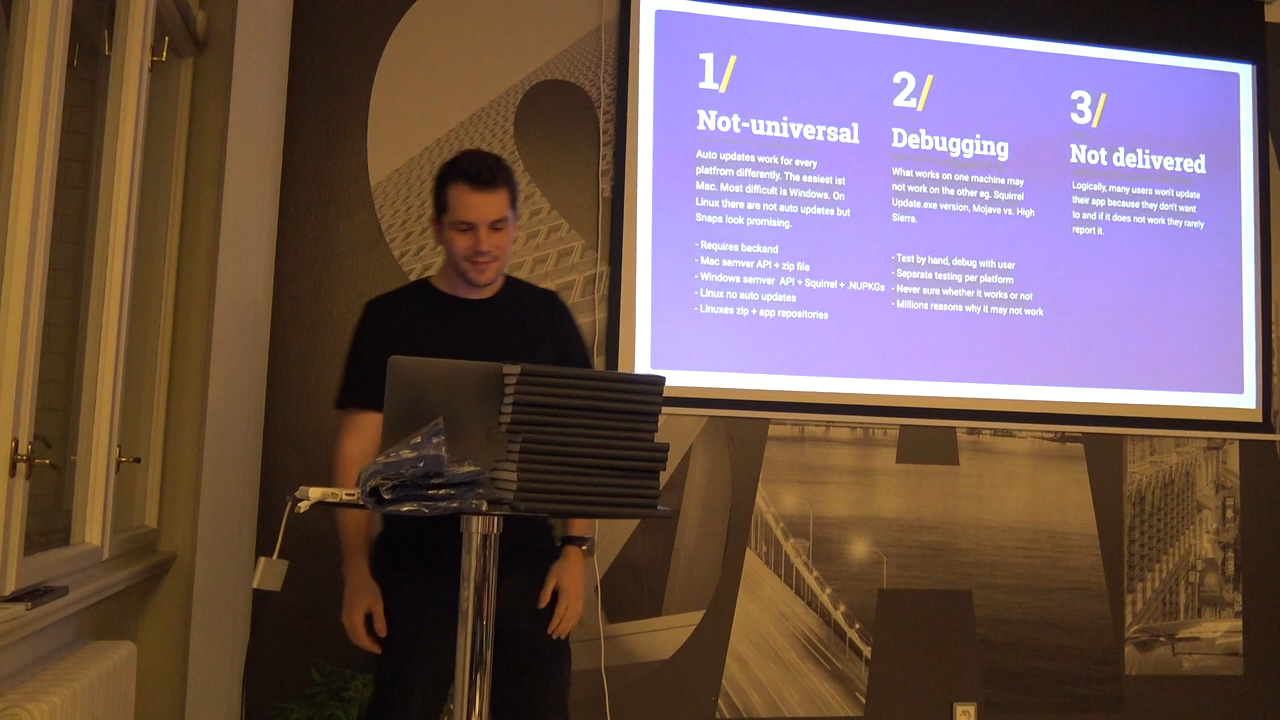 1/
Not-universal
Auto updates work for every
platfrom differently. The easiest ist
Mac. Most difficult is Windows. On
Linux there are not auto updates but
Snaps look promising.
- Requires backend
- Mac semver API + zip file
- Windows semver API + Squirrel + .NUPKGs
- Linux no auto updates
- Linuxes zip + app repositories
2/
Debugging
What works on one machine may
not work on the other eg. Squirrel
Update.exe version, Mojave vs. High
Sierra.
- Test by hand, debug with user
- Separate testing per platform
- Never sure whether it works or not
- Millions reasons why it may not work
3/
Not delivered
Logically, many users won't update
their app because they don't want
to and if it does not work they rarely
report it.